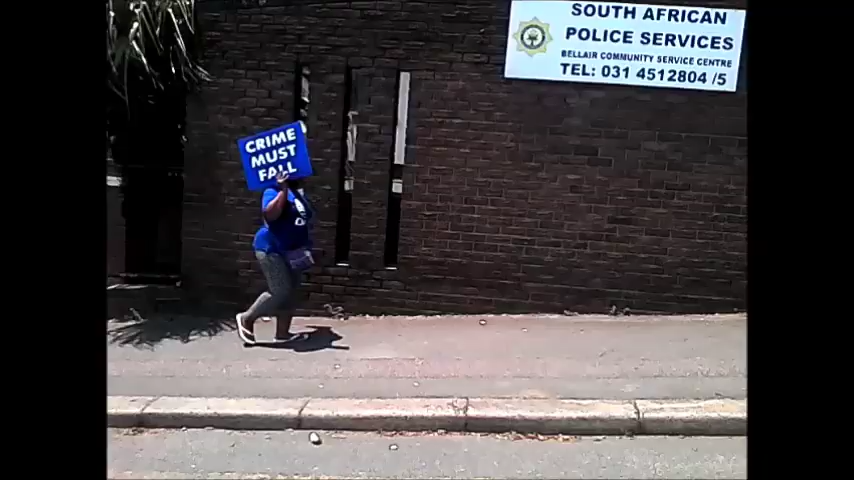 SOUTH AFRICAN
POLICE SERVICES
BELLAIR COMMUNITY SERVICE CENTRE
TEL: 031 4512804 /5
CRIME
MUST
FALL